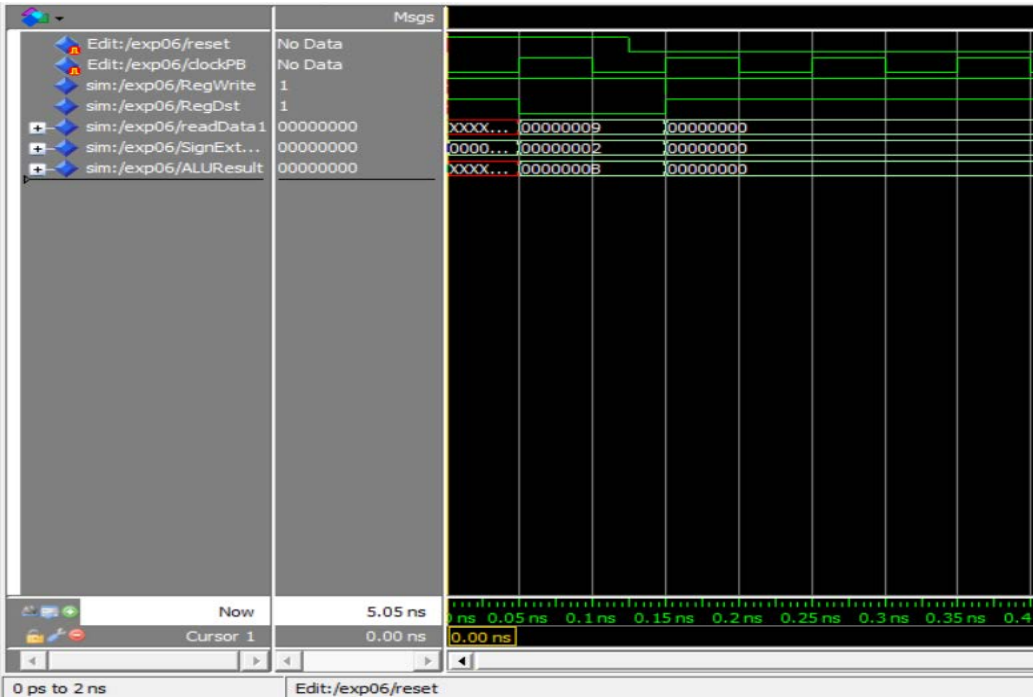 Msgs
Edit:/exp06/reset No Data
Edit:/exp06/clockPB No Data
sim:/exp06/RegWrite 1
sim:/exp06/RegDst 1
sim:/exp06/readData1 00000000 XXXX... 00000009 00000000
sim:/exp06/SignExt... 00000000 0000... 00000002 00000000
sim:/exp06/ALUResult 00000000 XXXX... 0000000B 00000000
Now 5.05 ns ns 0.05 ns 0.1 ns 0.15 ns 0.2 ns 0.25 ns 0.3 ns 0.35 ns 0.4
Cursor 1 0.00 ns 0.00 ns
0 ps to 2 ns Edit:/exp06/reset